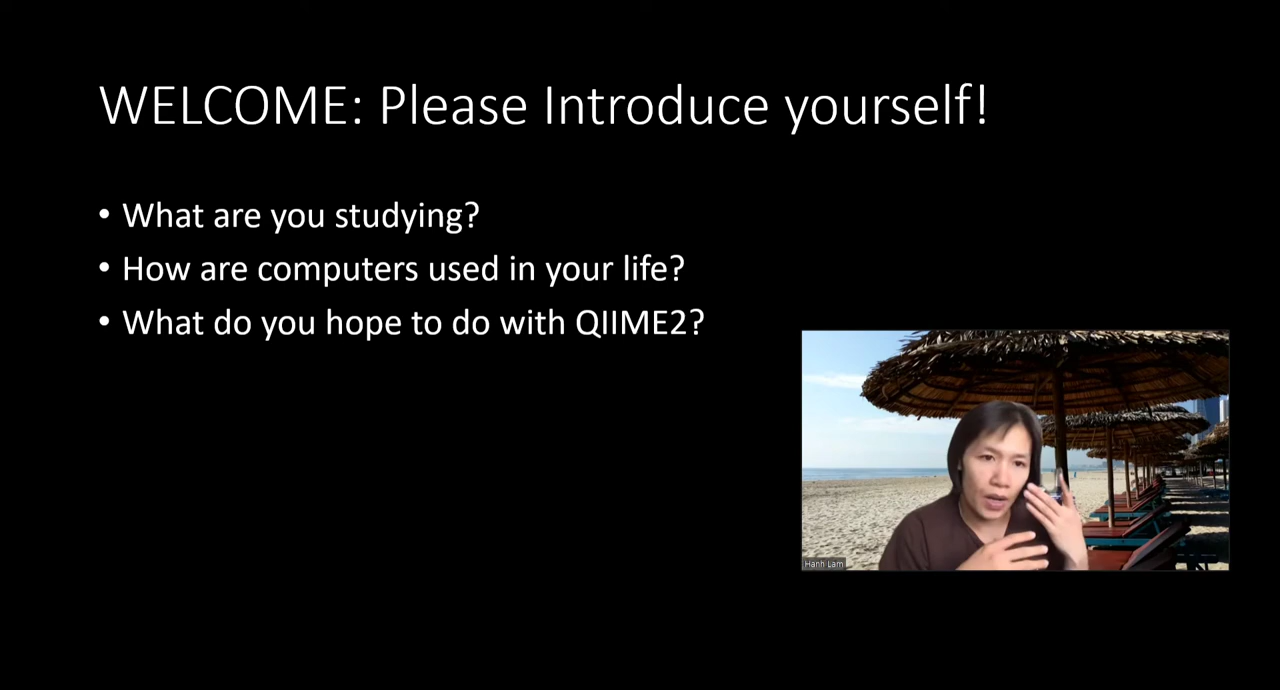 WELCOME: Please Introduce yourself!
• What are you studying?
• How are computers used in your life?
• What do you hope to do with QIIME2?
Hanh Lam